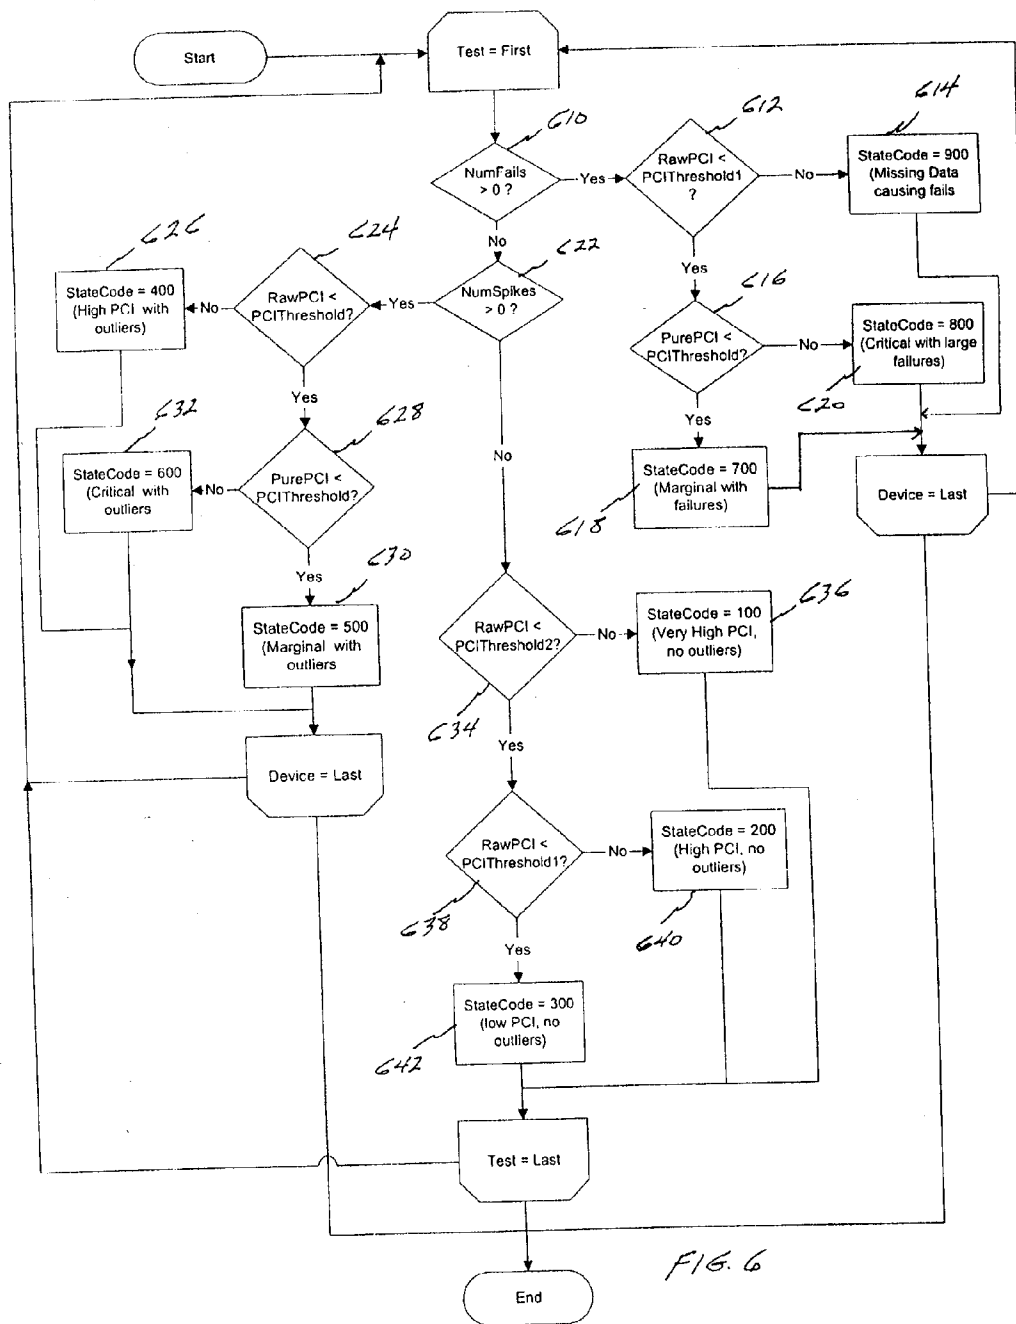 Start
Test = First
610
NumFails
> 0 ?
Yes
612
RawPCI <
PCIThreshold1
?
No
614
StateCode = 900
(Missing Data
causing fails
No
Yes
622
NumSpikes
> 0 ?
Yes
624
RawPCI <
PCIThreshold?
No
626
StateCode = 400
(High PCI with
outliers)
616
PurePCI <
PCIThreshold?
No
StateCode = 800
(Critical with large
failures)
620
Yes
Yes
628
PurePCI <
PCIThreshold?
No
632
StateCode = 600
(Critical with
outliers
No
StateCode = 700
(Marginal with
failures)
618
Device = Last
Yes
630
StateCode = 500
(Marginal with
outliers
Device = Last
RawPCI <
PCIThreshold2?
634
No
636
StateCode = 100
(Very High PCI,
no outliers)
Yes
RawPCI <
PCIThreshold1?
638
No
StateCode = 200
(High PCI, no
outliers)
640
Yes
StateCode = 300
(low PCI, no
outliers)
642
Test = Last
End
FIG. 6